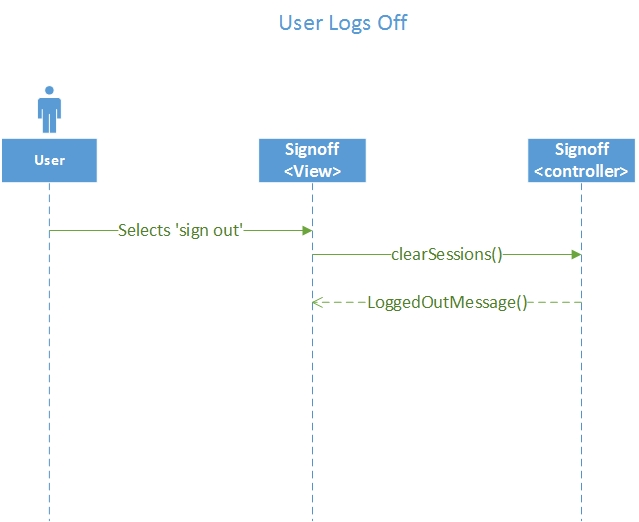 User Logs Off
User
Signoff
<View>
Signoff
<controller>
Selects 'sign out'
clearSessions()
LoggedOutMessage()